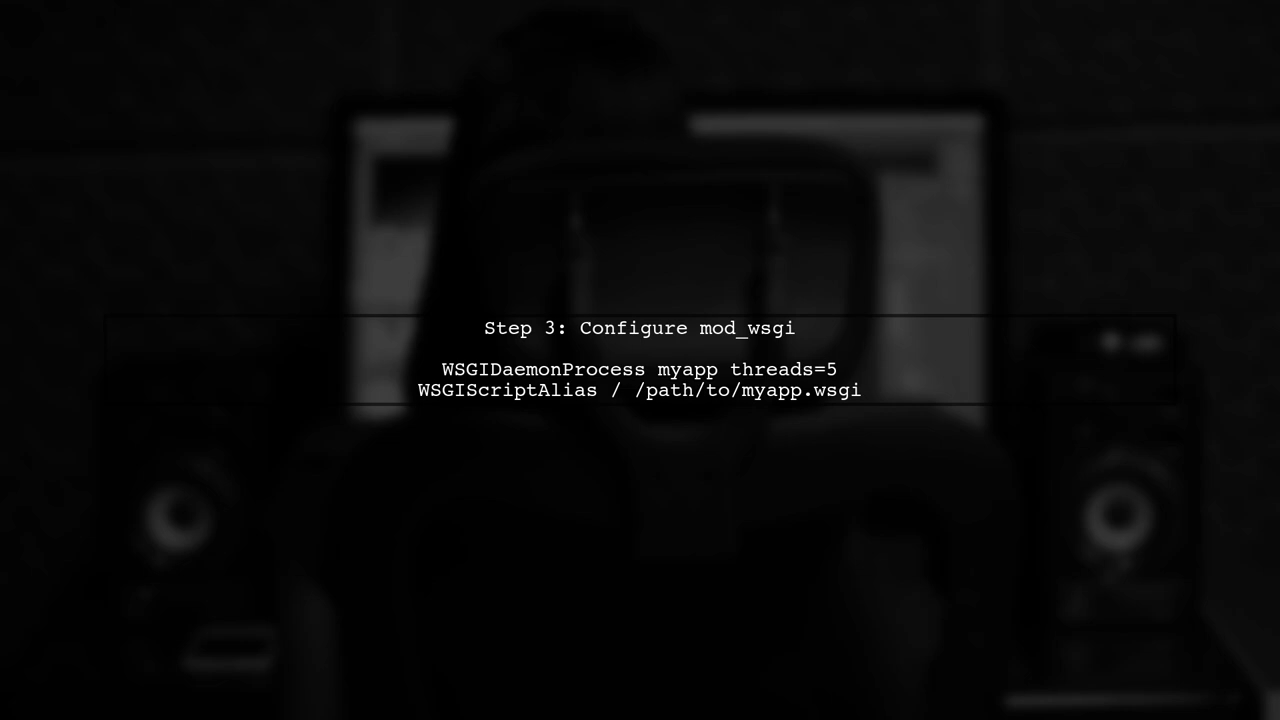 Step 3: Configure mod_wsgi
WSGIDaemonProcess myapp threads=5
WSGIScriptAlias / /path/to/myapp.wsgi